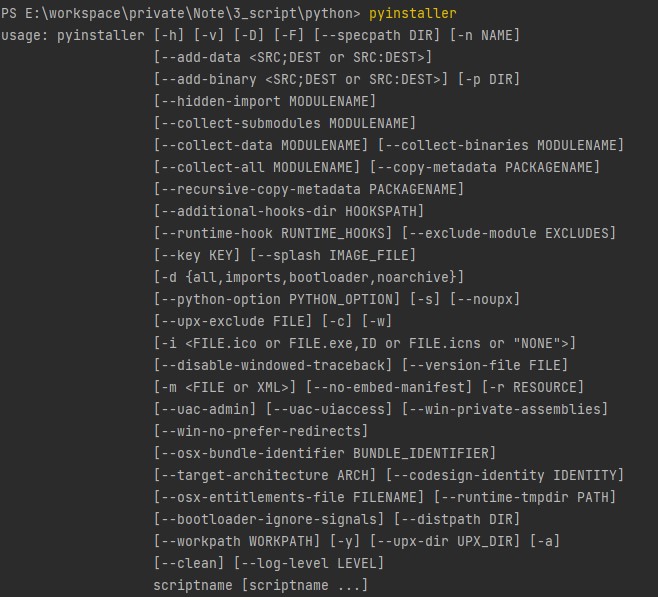 PS E:\workspace\private\Note\3_script\python> pyinstaller
usage: pyinstaller [-h] [-v] [-D] [-F] [--specpath DIR] [-n NAME]
[--add-data <SRC;DEST or SRC:DEST>]
[--add-binary <SRC;DEST or SRC:DEST>] [-p DIR]
[--hidden-import MODULENAME]
[--collect-submodules MODULENAME]
[--collect-data MODULENAME] [--collect-binaries MODULENAME]
[--collect-all MODULENAME] [--copy-metadata PACKAGENAME]
[--recursive-copy-metadata PACKAGENAME]
[--additional-hooks-dir HOOKSPATH]
[--runtime-hook RUNTIME_HOOKS] [--exclude-module EXCLUDES]
[--key KEY] [--splash IMAGE_FILE]
[-d {all,imports,bootloader,noarchive}]
[--python-option PYTHON_OPTION] [-s] [--noupx]
[--upx-exclude FILE] [-c] [-w]
[-i <FILE.ico or FILE.exe,ID or FILE.icns or "NONE">]
[--disable-windowed-traceback] [--version-file FILE]
[-m <FILE or XML>] [--no-embed-manifest] [-r RESOURCE]
[--uac-admin] [--uac-uiaccess] [--win-private-assemblies]
[--win-no-prefer-redirects]
[--osx-bundle-identifier BUNDLE_IDENTIFIER]
[--target-architecture ARCH] [--codesign-identity IDENTITY]
[--osx-entitlements-file FILENAME] [--runtime-tmpdir PATH]
[--bootloader-ignore-signals] [--distpath DIR]
[--workpath WORKPATH] [-y] [--upx-dir UPX_DIR] [-a]
[--clean] [--log-level LEVEL]
scriptname [scriptname ...]